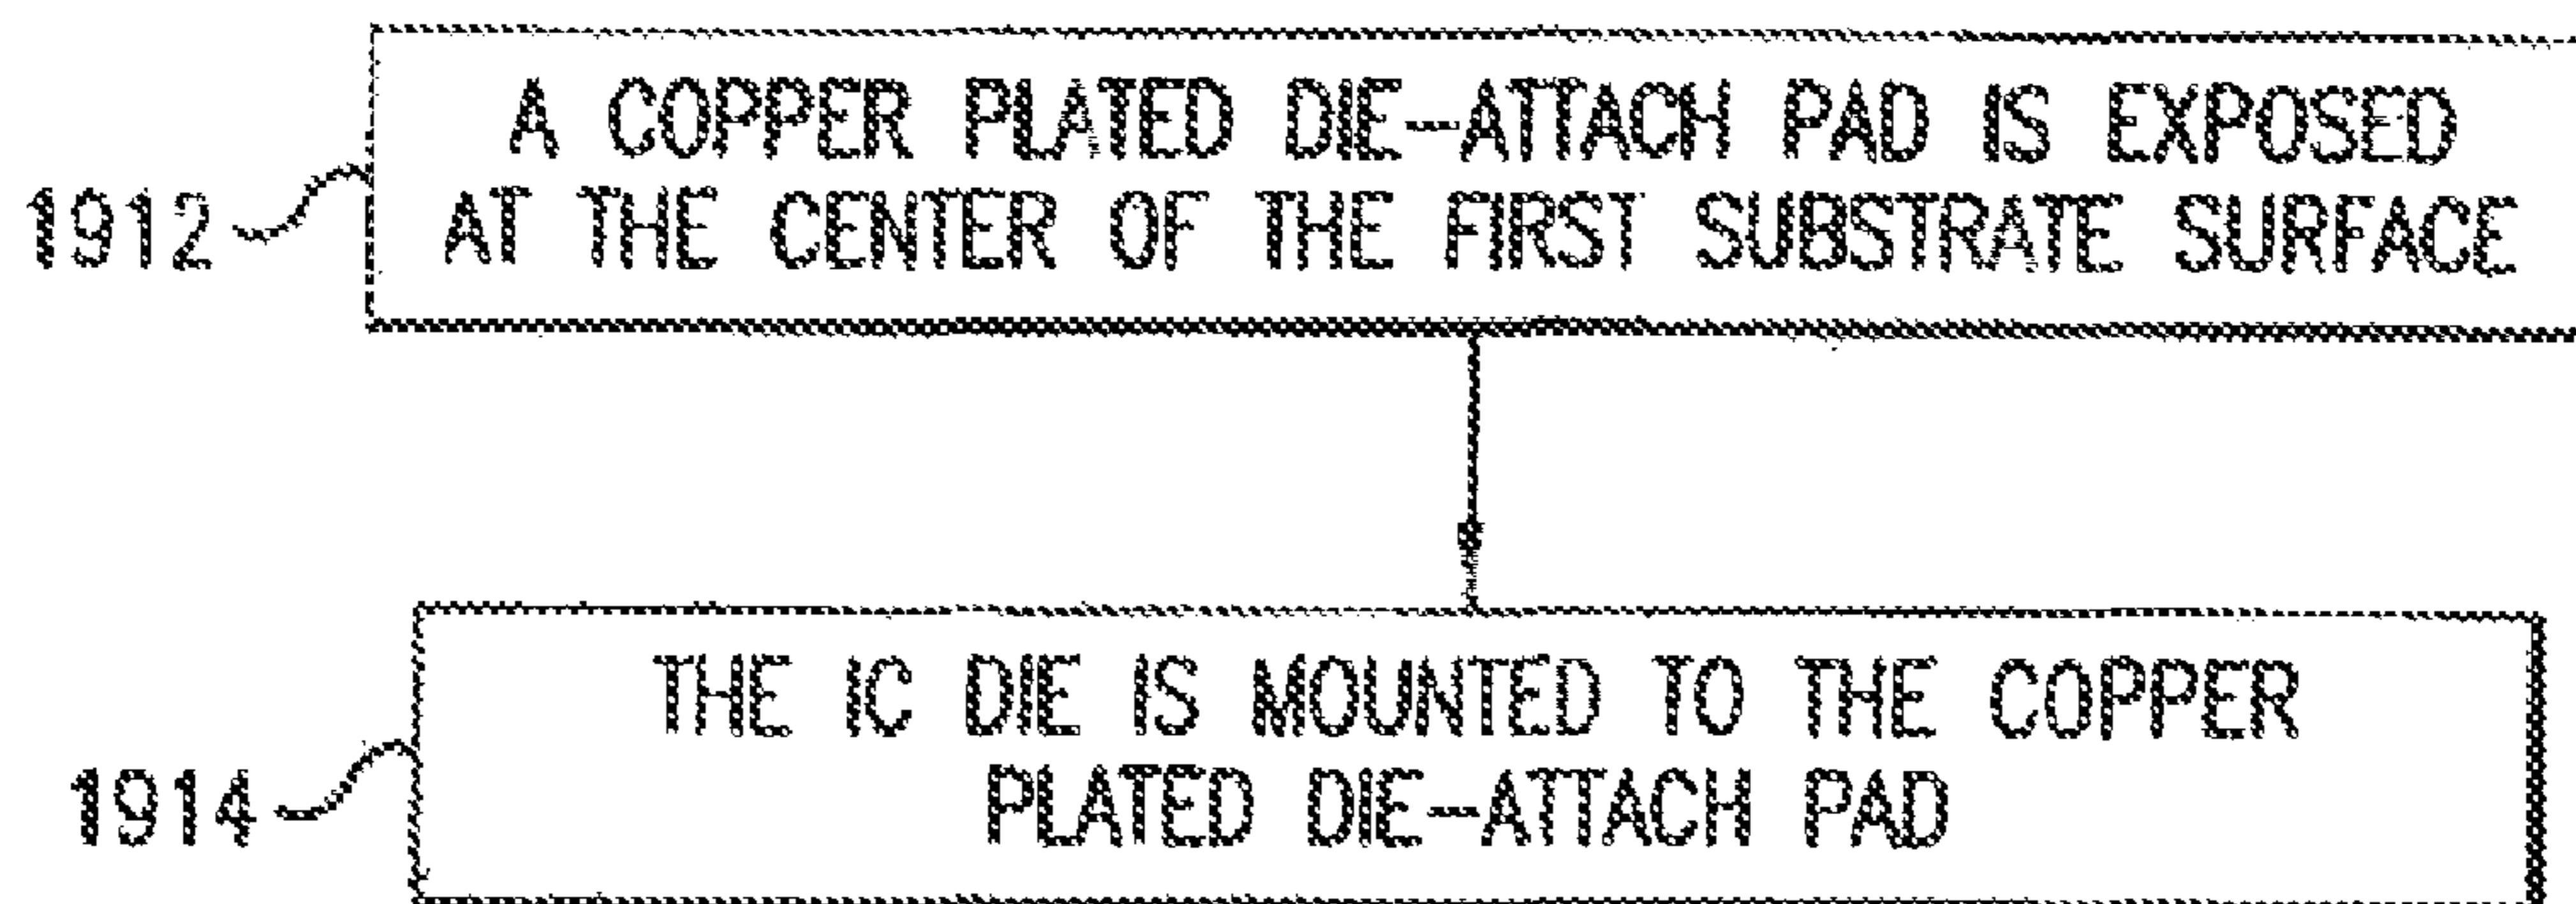 A COPPER PLATED DIE-ATTACH PAD IS EXPOSED
1912
AT THE CENTER OF THE FIRST SUBSTRATE SURFACE
THE IC DIE IS MOUNTED TO THE COPPER
1914
PLATED DIE-ATTACH PAD